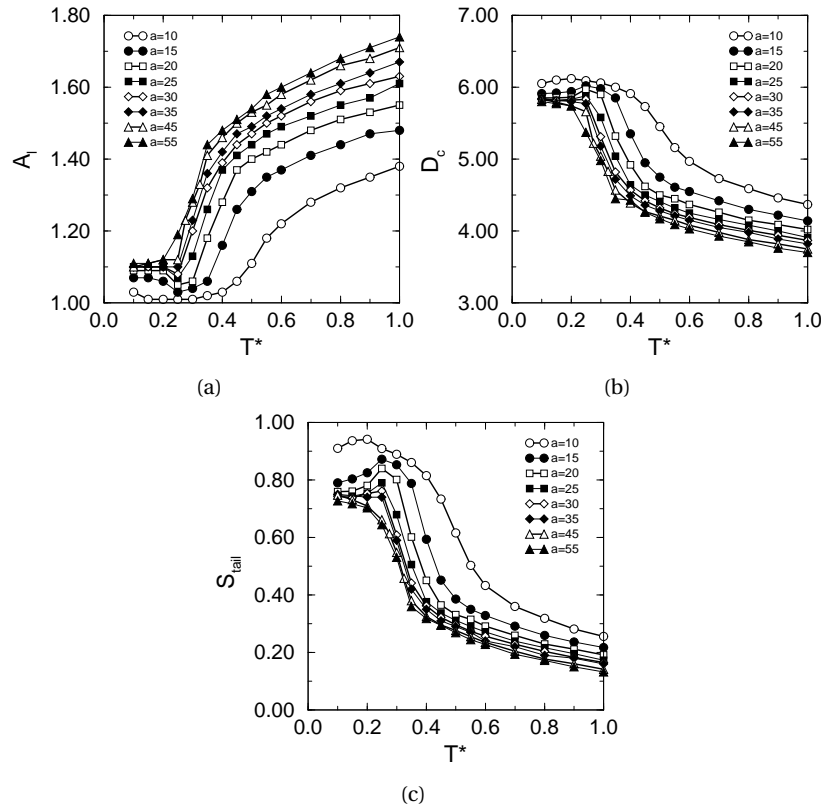 1.80
1.60
1.40
1.20
1.00
A_l
0.0 0.2 0.4 0.6 0.8 1.0
T*
a=10
a=15
a=20
a=25
a=30
a=35
a=45
a=55
(a)
7.00
6.00
5.00
4.00
3.00
D_c
0.0 0.2 0.4 0.6 0.8 1.0
T*
a=10
a=15
a=20
a=25
a=30
a=35
a=45
a=55
(b)
1.00
0.80
0.60
0.40
0.20
0.00
S_tail
0.0 0.2 0.4 0.6 0.8 1.0
T*
a=10
a=15
a=20
a=25
a=30
a=35
a=45
a=55
(c)